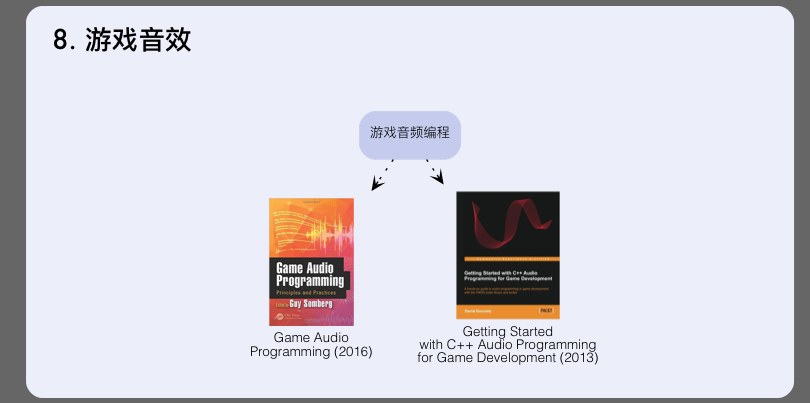 8. 游戏音效
游戏音频编程
Game Audio
Programming
Principles and Practices
Guy Somberg
Game Audio
Programming (2016)
Getting Started with C++ Audio
Programming for Game Development
PACKT
Getting Started
with C++ Audio Programming
for Game Development (2013)